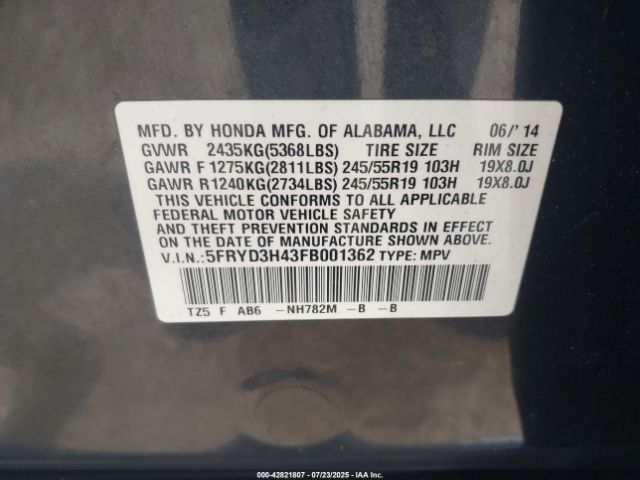 MFD. BY HONDA MFG. OF ALABAMA, LLC 06/' 14
GVWR 2435KG(5368LBS) TIRE SIZE RIM SIZE
GAWR F 1275KG(2811LBS) 245/55R19 103H 19X8.0J
GAWR R1240KG(2734LBS) 245/55R19 103H 19X8.0J
THIS VEHICLE CONFORMS TO ALL APPLICABLE
FEDERAL MOTOR VEHICLE SAFETY
AND THEFT PREVENTION STANDARDS IN EFFECT
ON THE DATE OF MANUFACTURE SHOWN ABOVE.
V.I.N.:5FRYD3H43FB001362 TYPE: MPV
TZ5 F AB6 -NH782M -B -B
000-42821807 - 07/23/2025 - IAAI.COM